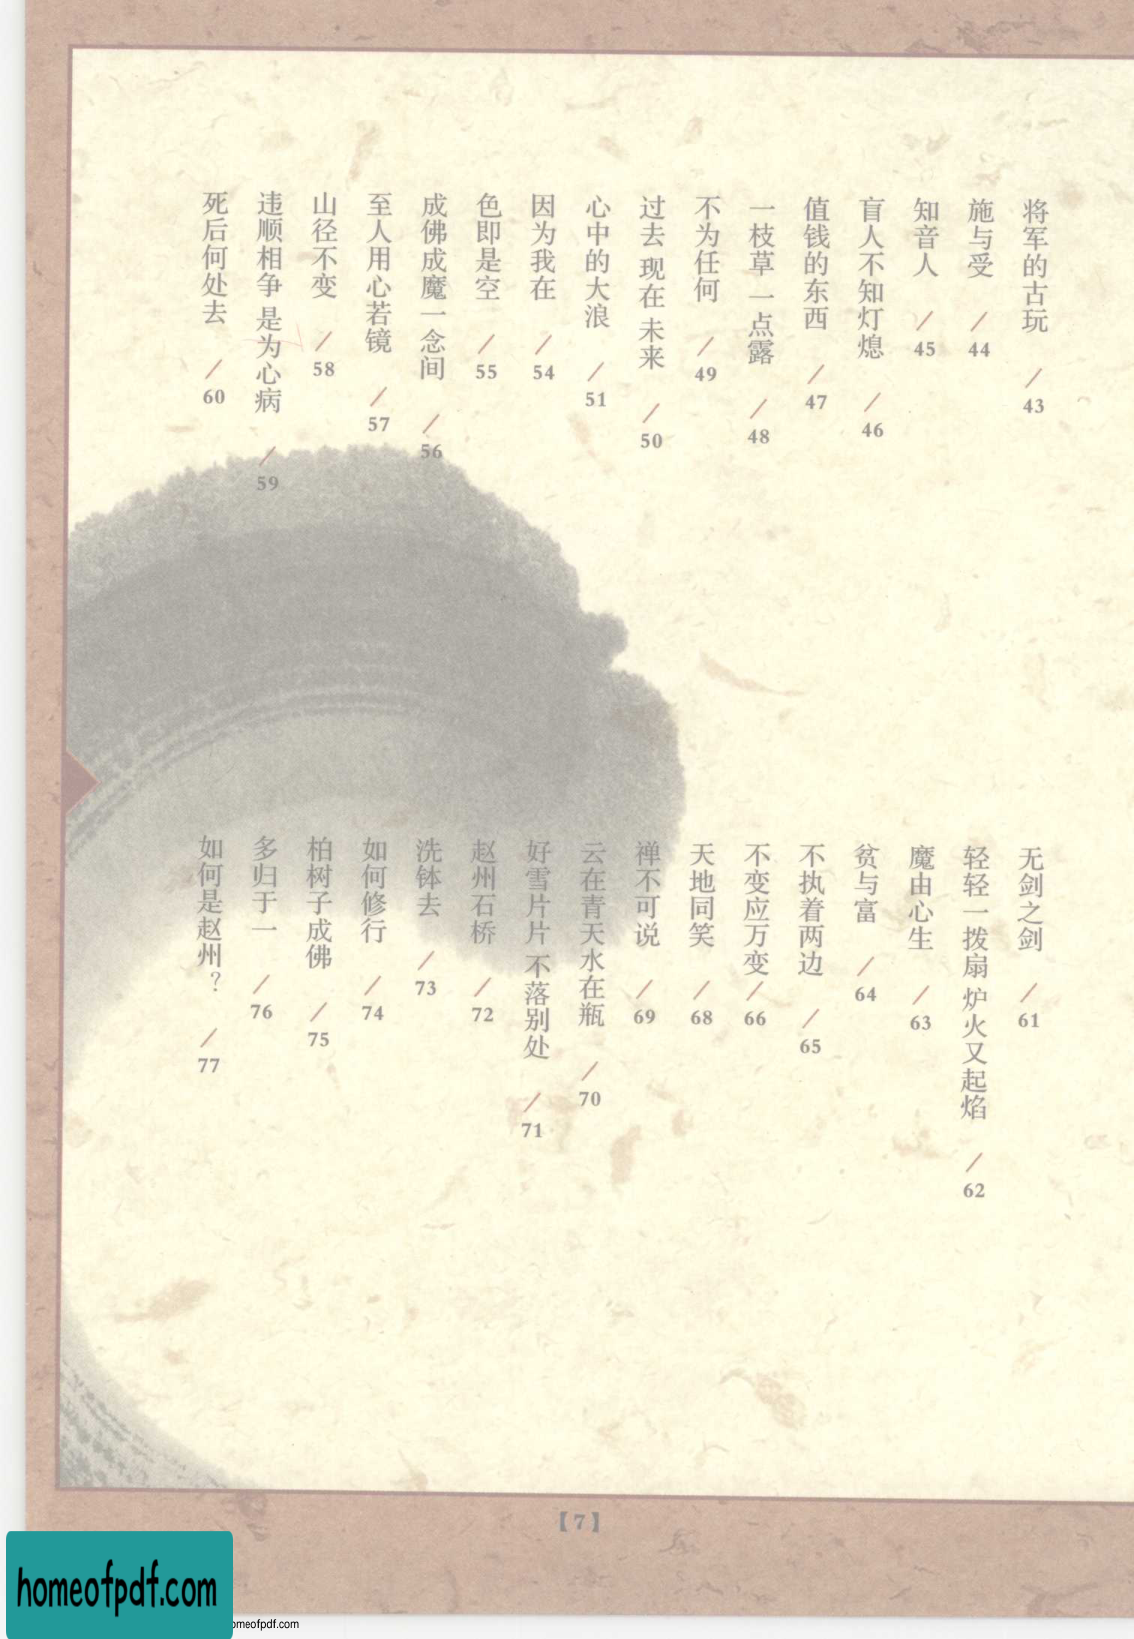 将军的古玩 / 43
施与受 / 44
知音人 / 45
盲人不知灯熄 / 46
值钱的东西 / 47
一枝草 一点露 / 48
不为任何 / 49
过去 现在 未来 / 50
心中的大浪 / 51
因为我在 / 54
色即是空 / 55
成佛成魔一念间 / 56
至人用心若镜 / 57
山径不变 / 58
违顺相争 是为心病 / 59
死后何处去 / 60
无剑之剑 / 61
轻轻一拨扇 炉火又起焰 / 62
魔由心生 / 63
贫与富 / 64
不执着两边 / 65
不变应万变 / 66
天地同笑 / 68
禅不可说 / 69
云在青天水在瓶 / 70
好雪片片 不落别处 / 71
赵州石桥 / 72
洗钵去 / 73
如何修行 / 74
柏树子成佛 / 75
多归于一 / 76
如何是赵州？ / 77
【7】
homeofpdf.com
omeofpdf.com